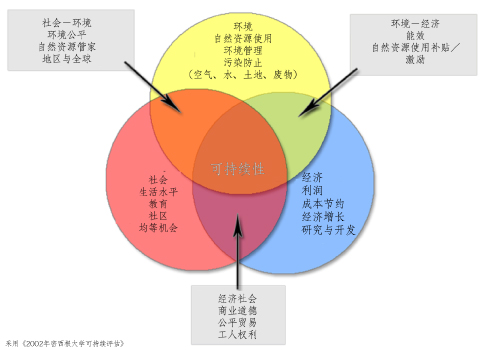 社会－环境
环境公平
自然资源管家
地区与全球
环境
自然资源使用
环境管理
污染防止
（空气、水、土地、废物）
环境－经济
能效
自然资源使用补贴／
激励
可持续性
社会
生活水平
教育
社区
均等机会
经济
利润
成本节约
经济增长
研究与开发
经济社会
商业道德
公平贸易
工人权利
采用《2002年密西根大学可持续评估》